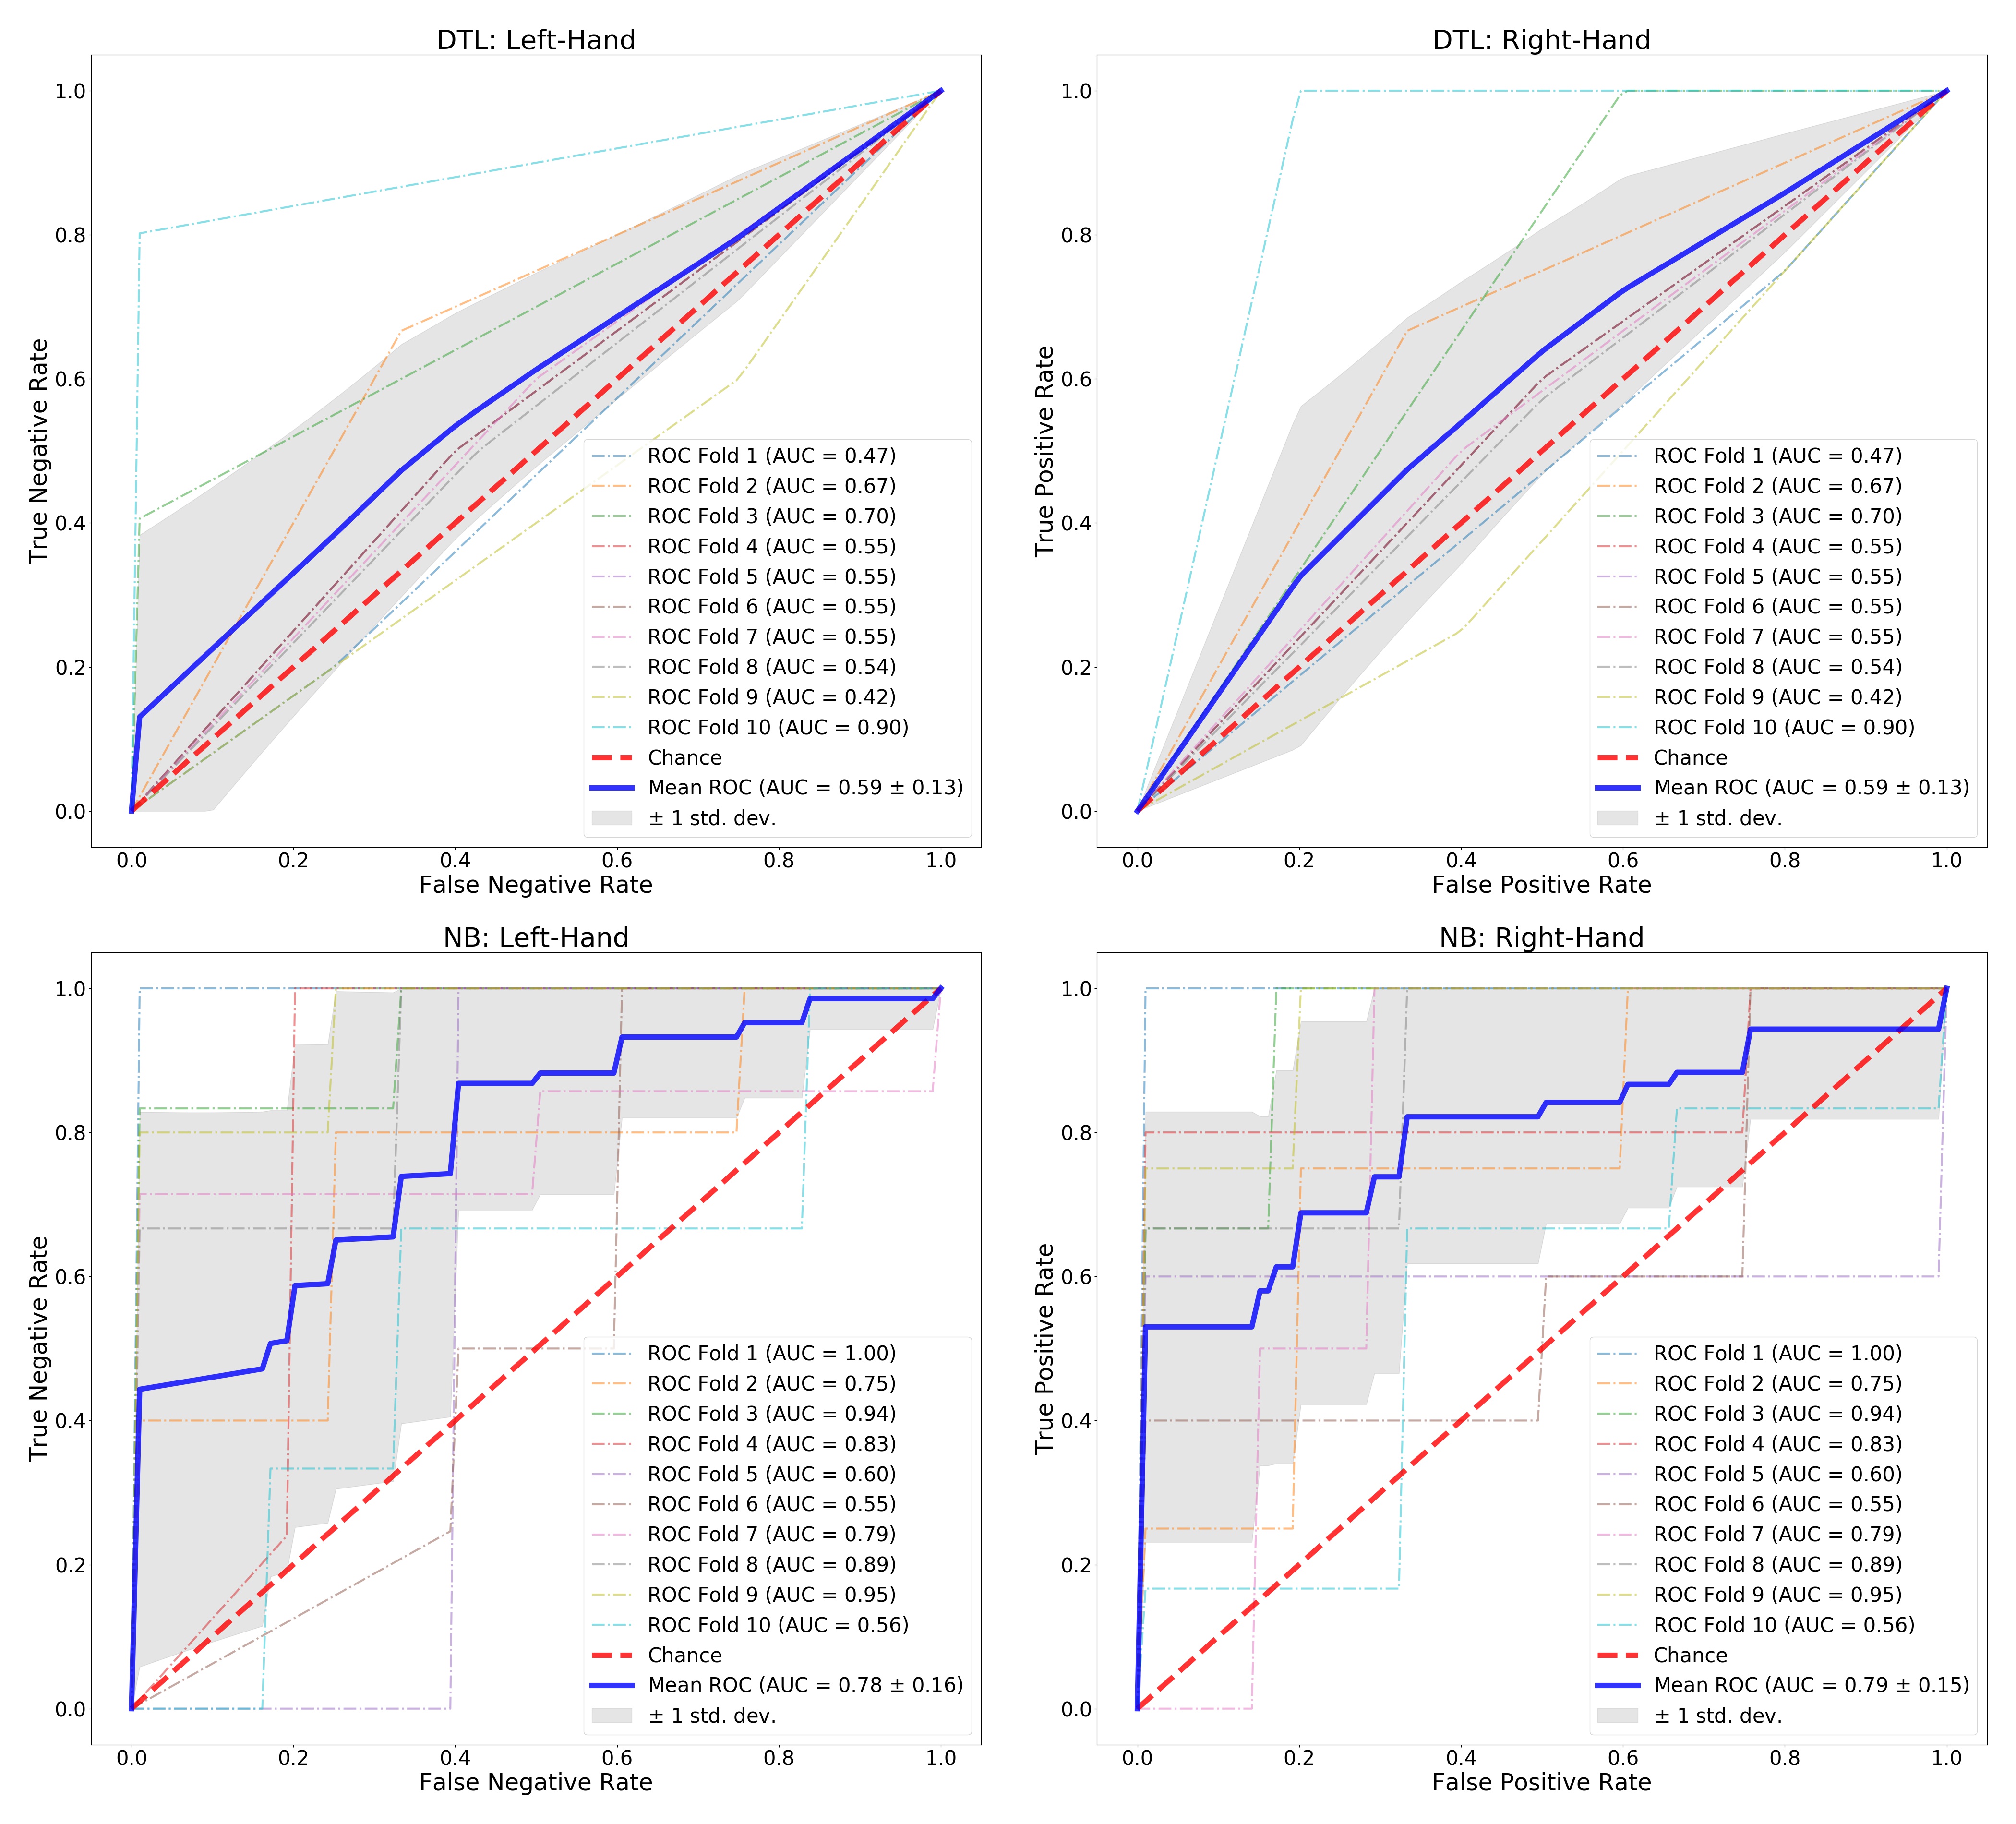 DTL: Left-Hand
True Negative Rate
1.0
0.8
0.6
0.4
0.2
0.0
ROC Fold 1 (AUC = 0.47)
ROC Fold 2 (AUC = 0.67)
ROC Fold 3 (AUC = 0.70)
ROC Fold 4 (AUC = 0.55)
ROC Fold 5 (AUC = 0.55)
ROC Fold 6 (AUC = 0.55)
ROC Fold 7 (AUC = 0.55)
ROC Fold 8 (AUC = 0.54)
ROC Fold 9 (AUC = 0.42)
ROC Fold 10 (AUC = 0.90)
Chance
Mean ROC (AUC = 0.59 ± 0.13)
± 1 std. dev.
0.0 0.2 0.4 0.6 0.8 1.0
False Negative Rate
DTL: Right-Hand
True Positive Rate
1.0
0.8
0.6
0.4
0.2
0.0
ROC Fold 1 (AUC = 0.47)
ROC Fold 2 (AUC = 0.67)
ROC Fold 3 (AUC = 0.70)
ROC Fold 4 (AUC = 0.55)
ROC Fold 5 (AUC = 0.55)
ROC Fold 6 (AUC = 0.55)
ROC Fold 7 (AUC = 0.55)
ROC Fold 8 (AUC = 0.54)
ROC Fold 9 (AUC = 0.42)
ROC Fold 10 (AUC = 0.90)
Chance
Mean ROC (AUC = 0.59 ± 0.13)
± 1 std. dev.
0.0 0.2 0.4 0.6 0.8 1.0
False Positive Rate
NB: Left-Hand
True Negative Rate
1.0
0.8
0.6
0.4
0.2
0.0
ROC Fold 1 (AUC = 1.00)
ROC Fold 2 (AUC = 0.75)
ROC Fold 3 (AUC = 0.94)
ROC Fold 4 (AUC = 0.83)
ROC Fold 5 (AUC = 0.60)
ROC Fold 6 (AUC = 0.55)
ROC Fold 7 (AUC = 0.79)
ROC Fold 8 (AUC = 0.89)
ROC Fold 9 (AUC = 0.95)
ROC Fold 10 (AUC = 0.56)
Chance
Mean ROC (AUC = 0.78 ± 0.16)
± 1 std. dev.
0.0 0.2 0.4 0.6 0.8 1.0
False Negative Rate
NB: Right-Hand
True Positive Rate
1.0
0.8
0.6
0.4
0.2
0.0
ROC Fold 1 (AUC = 1.00)
ROC Fold 2 (AUC = 0.75)
ROC Fold 3 (AUC = 0.94)
ROC Fold 4 (AUC = 0.83)
ROC Fold 5 (AUC = 0.60)
ROC Fold 6 (AUC = 0.55)
ROC Fold 7 (AUC = 0.79)
ROC Fold 8 (AUC = 0.89)
ROC Fold 9 (AUC = 0.95)
ROC Fold 10 (AUC = 0.56)
Chance
Mean ROC (AUC = 0.79 ± 0.15)
± 1 std. dev.
0.0 0.2 0.4 0.6 0.8 1.0
False Positive Rate